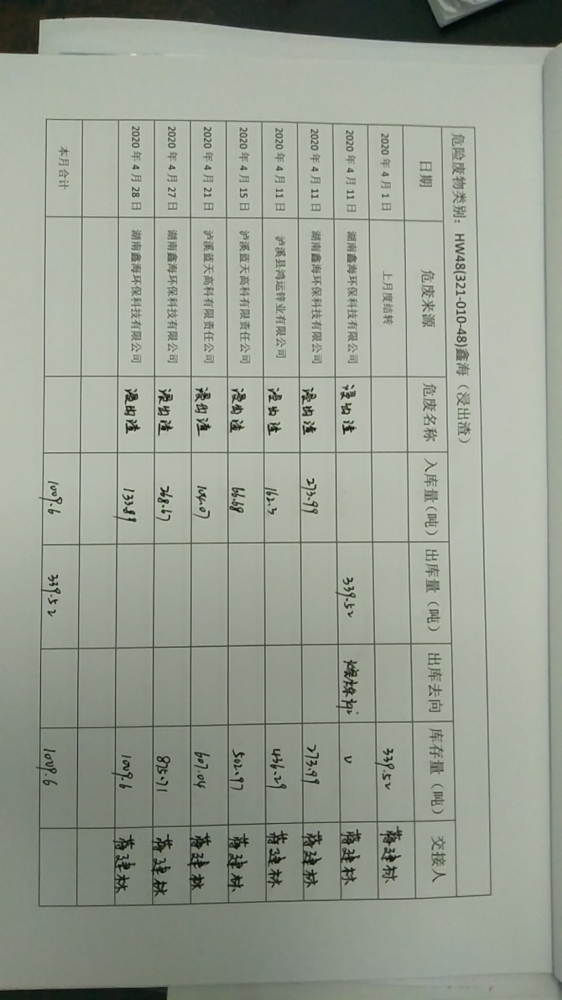 危险废物类别：HW48(321-010-48)鑫海（浸出渣）
日期 危废来源 危废名称 入库量(吨) 出库量(吨) 出库去向 库存量(吨) 交接人
2020年4月1日 上月度结转 339.52 蒋建林
2020年4月11日 湖南鑫海环保科技有限公司 浸出渣 339.52 熔炼炉 0 蒋建林
2020年4月11日 湖南鑫海环保科技有限公司 浸出渣 273.99 273.99 蒋建林
2020年4月11日 泸溪县鸿运锌业有限公司 浸出渣 162.3 436.29 蒋建林
2020年4月15日 泸溪蓝天高科有限责任公司 浸出渣 66.68 502.97 蒋建林
2020年4月21日 泸溪蓝天高科有限责任公司 浸出渣 104.07 607.04 蒋建林
2020年4月27日 湖南鑫海环保科技有限公司 浸出渣 268.67 875.71 蒋建林
2020年4月28日 湖南鑫海环保科技有限公司 浸出渣 133.89 1009.6 蒋建林
本月合计 1009.6 339.52 1009.6